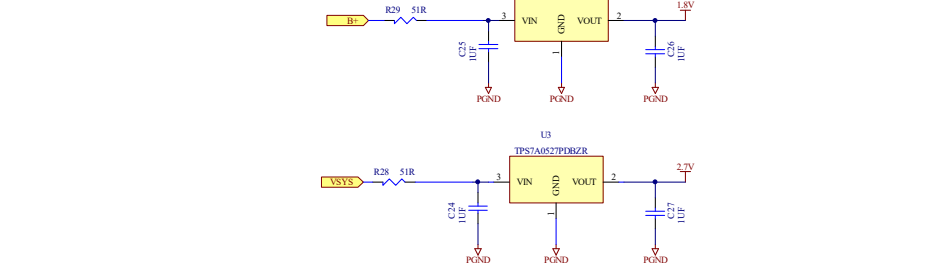 1.8V
R29 51R
B+
3 VIN GND VOUT 2
1
C25 1UF
C26 1UF
PGND PGND PGND
U3
TPS7A0527PDBZR
2.7V
R28 51R
VSYS
3 VIN GND VOUT 2
1
C24 1UF
C27 1UF
PGND PGND PGND